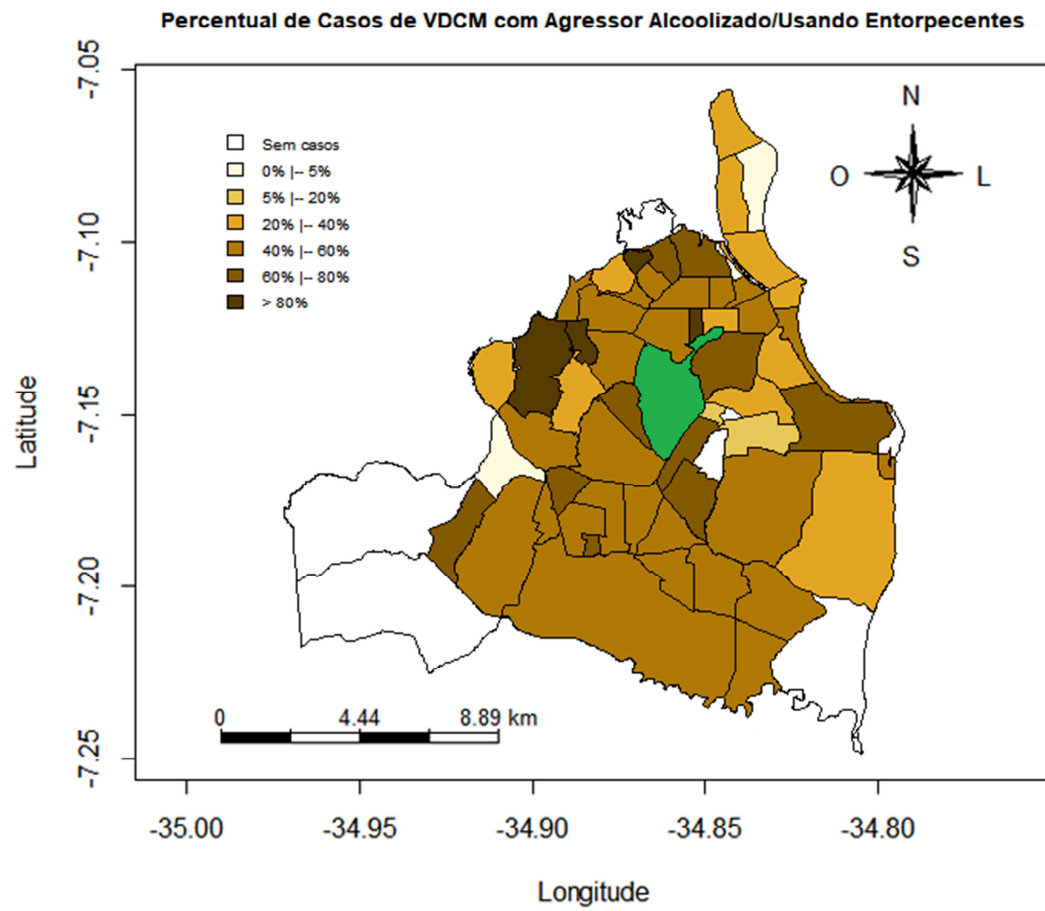 Percentual de Casos de VDCM com Agressor Alcoolizado/Usando Entorpecentes
-7.05
-7.10
-7.15
-7.20
-7.25
Latitude
Sem casos
0% |-- 5%
5% |-- 20%
20% |-- 40%
40% |-- 60%
60% |-- 80%
> 80%
N
O
L
S
0 4.44 8.89 km
-35.00 -34.95 -34.90 -34.85 -34.80
Longitude